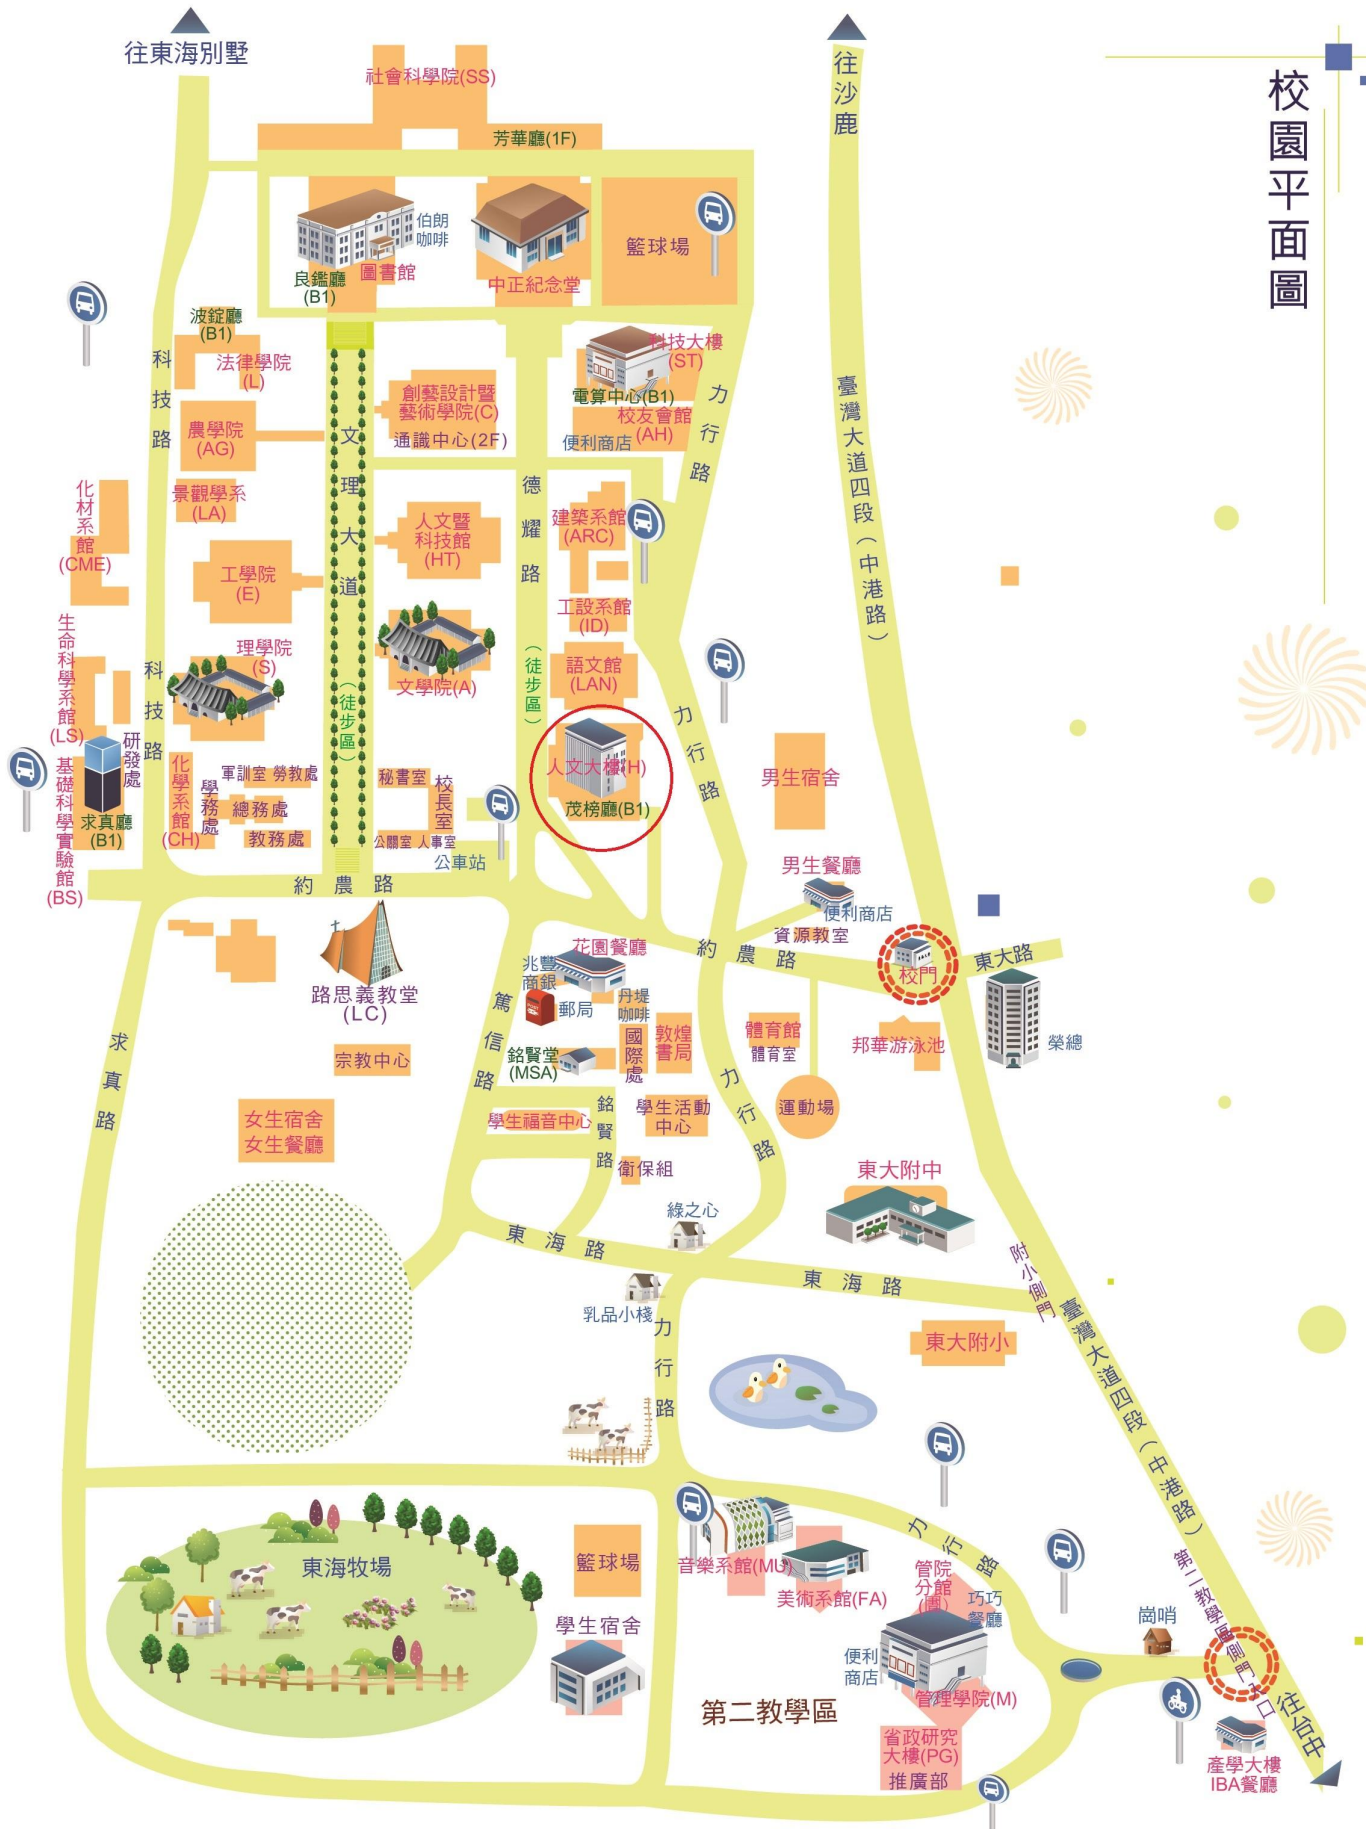 校園平面圖
往東海別墅
往沙鹿
社會科學院(SS)
芳華廳(1F)
伯朗
咖啡
圖書館
良鑑廳
(B1)
中正紀念堂
籃球場
波錠廳
(B1)
法律學院
(L)
科技路
農學院
(AG)
景觀學系
(LA)
文理大道
(徒步區)
創藝設計暨
藝術學院(C)
通識中心(2F)
科技大樓
(ST)
電算中心(B1)
校友會館
(AH)
便利商店
力行路
臺灣大道四段(中港路)
德耀路
(徒步區)
化材系館
(CME)
工學院
(E)
人文暨
科技館
(HT)
建築系館
(ARC)
工設系館
(ID)
生命科學系館
(LS)
理學院
(S)
文學院(A)
語文館
(LAN)
科技路
研發處
人文大樓(H)
茂榜廳(B1)
力行路
男生宿舍
基礎科學實驗館
(BS)
求真廳
(B1)
化學系館
(CH)
學務處
軍訓室 勞教處
總務處
教務處
秘書室
校長室
公關室 人事室
公車站
約農路
男生餐廳
便利商店
資源教室
約農路
校門
東大路
榮總
路思義教堂
(LC)
花園餐廳
兆豐
商銀
郵局
丹堤
咖啡
國際處
敦煌
書局
體育館
體育室
邦華游泳池
篤信路
銘賢堂
(MSA)
宗教中心
求真路
女生宿舍
女生餐廳
學生福音中心
銘賢路
學生活動
中心
力行路
運動場
衛保組
東大附中
綠之心
東海路
東海路
附小側門
乳品小棧
力行路
東大附小
臺灣大道四段(中港路)
東海牧場
籃球場
學生宿舍
音樂系館(MU)
美術系館(FA)
力行路
管院
分館
巧巧
餐廳
便利
商店
管理學院(M)
第二教學區
省政研究
大樓(PG)
推廣部
崗哨
第二教學區側門入口
往台中
產學大樓
IBA餐廳